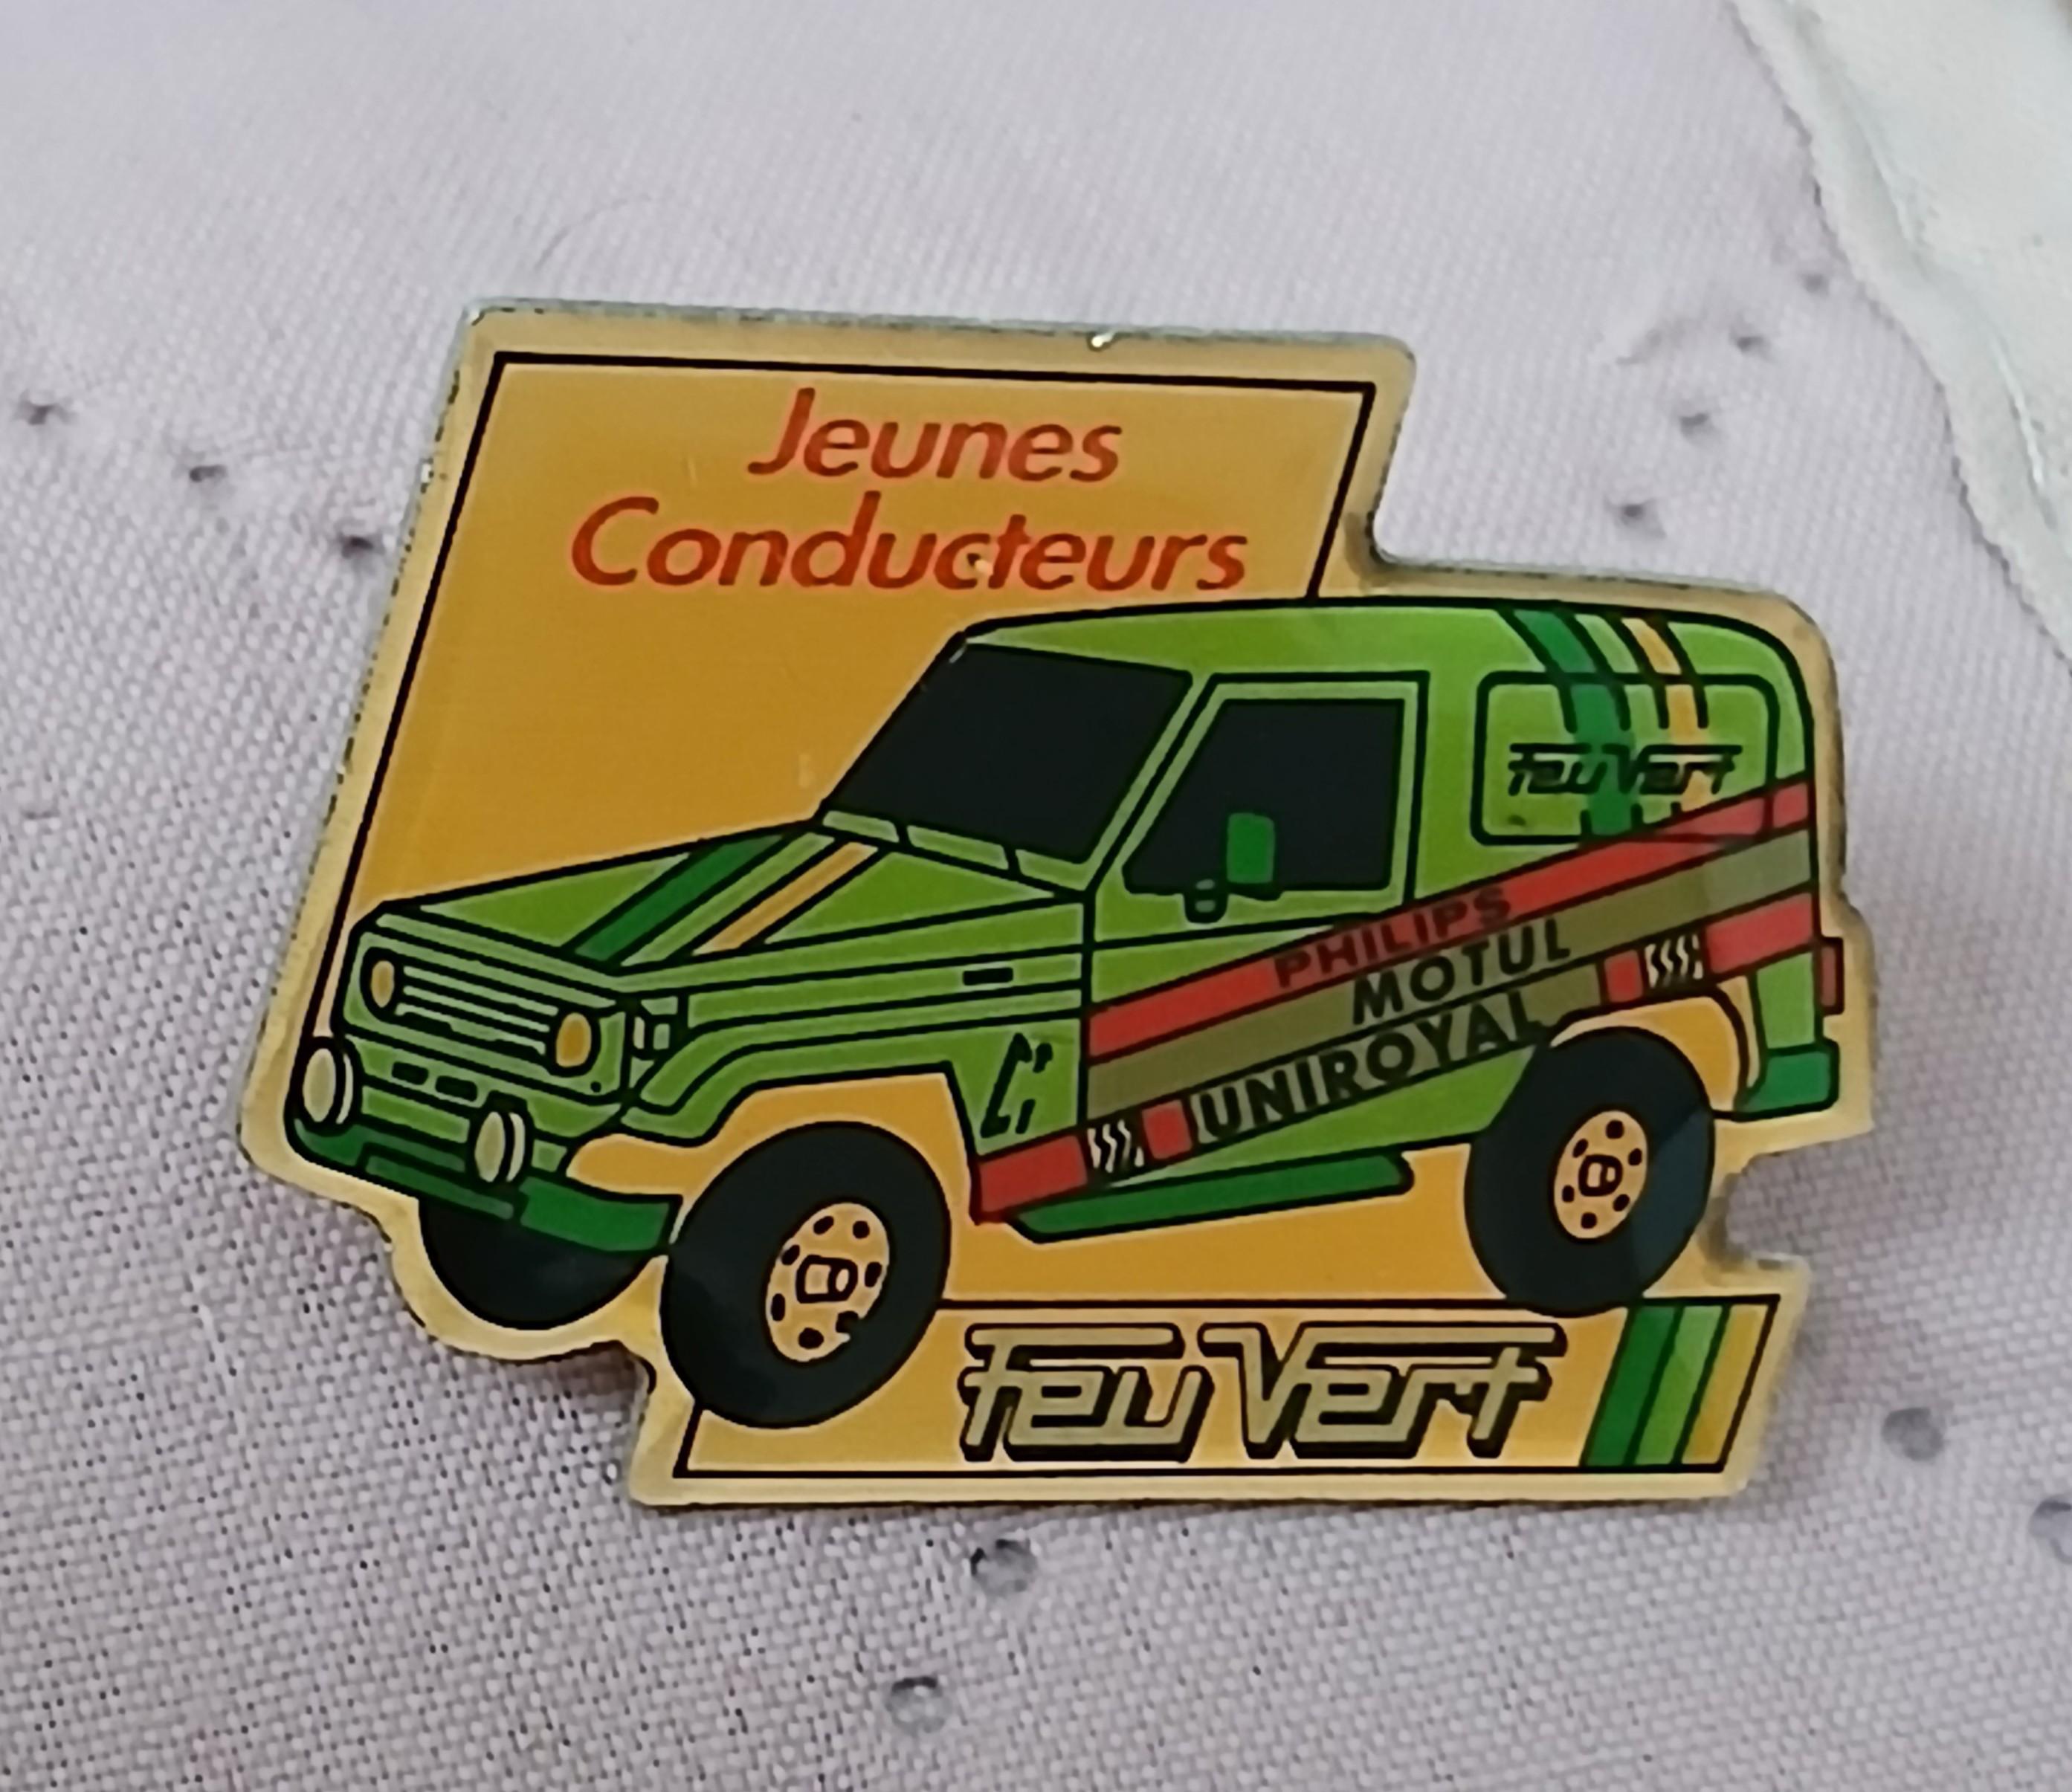 Jeunes
Conducteurs
Feu Vert
PHILIPS
MOTUL
UNIROYAL
Feu Vert